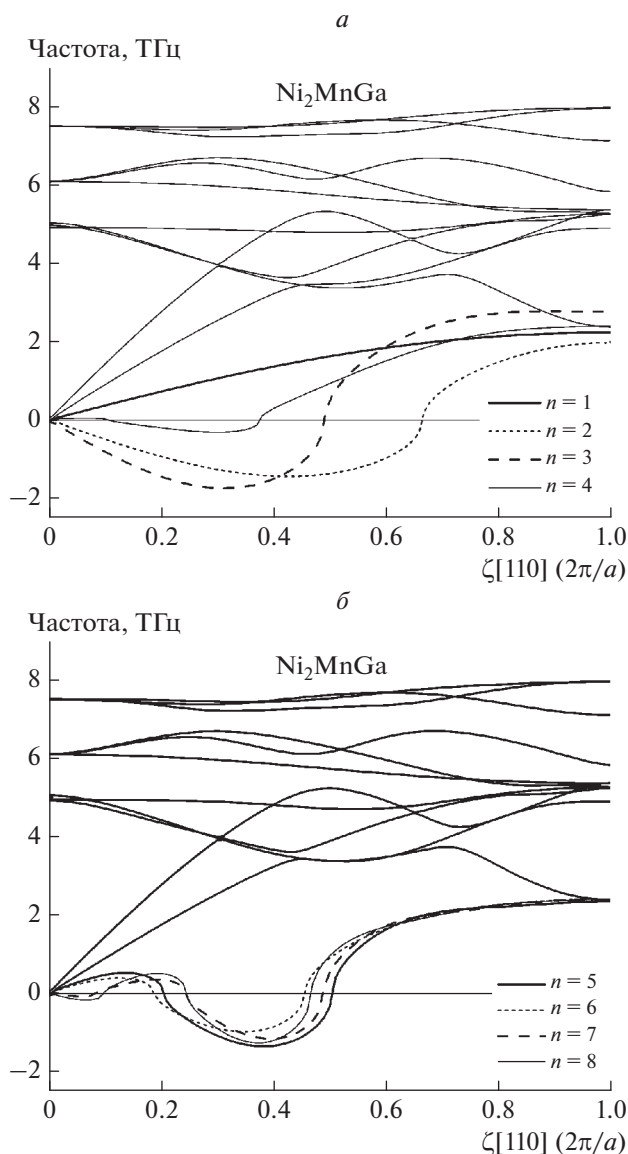 а
Частота, ТГц
Ni₂MnGa
8
6
4
2
0
−2
n = 1
n = 2
n = 3
n = 4
0 0.2 0.4 0.6 0.8 1.0
ζ[110] (2π/a)
б
Частота, ТГц
Ni₂MnGa
8
6
4
2
0
−2
n = 5
n = 6
n = 7
n = 8
0 0.2 0.4 0.6 0.8 1.0
ζ[110] (2π/a)